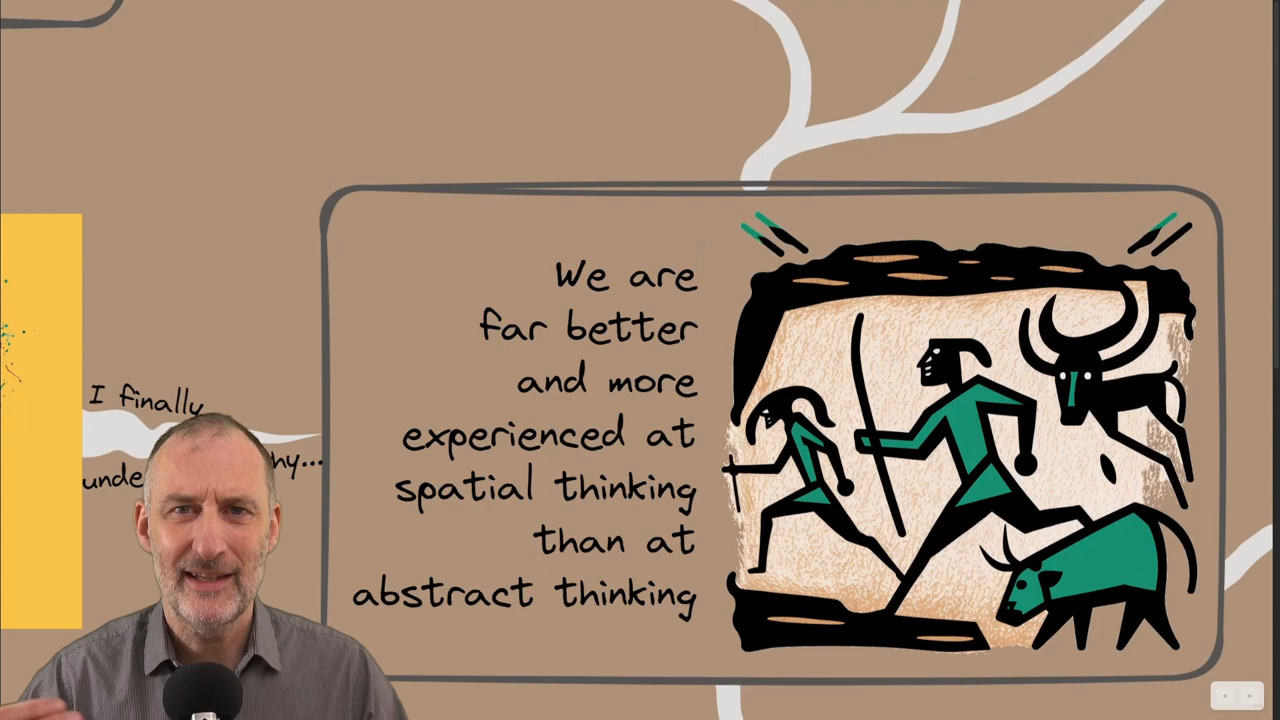 I finally
unde hy...
We are
far better
and more
experienced at
spatial thinking
than at
abstract thinking